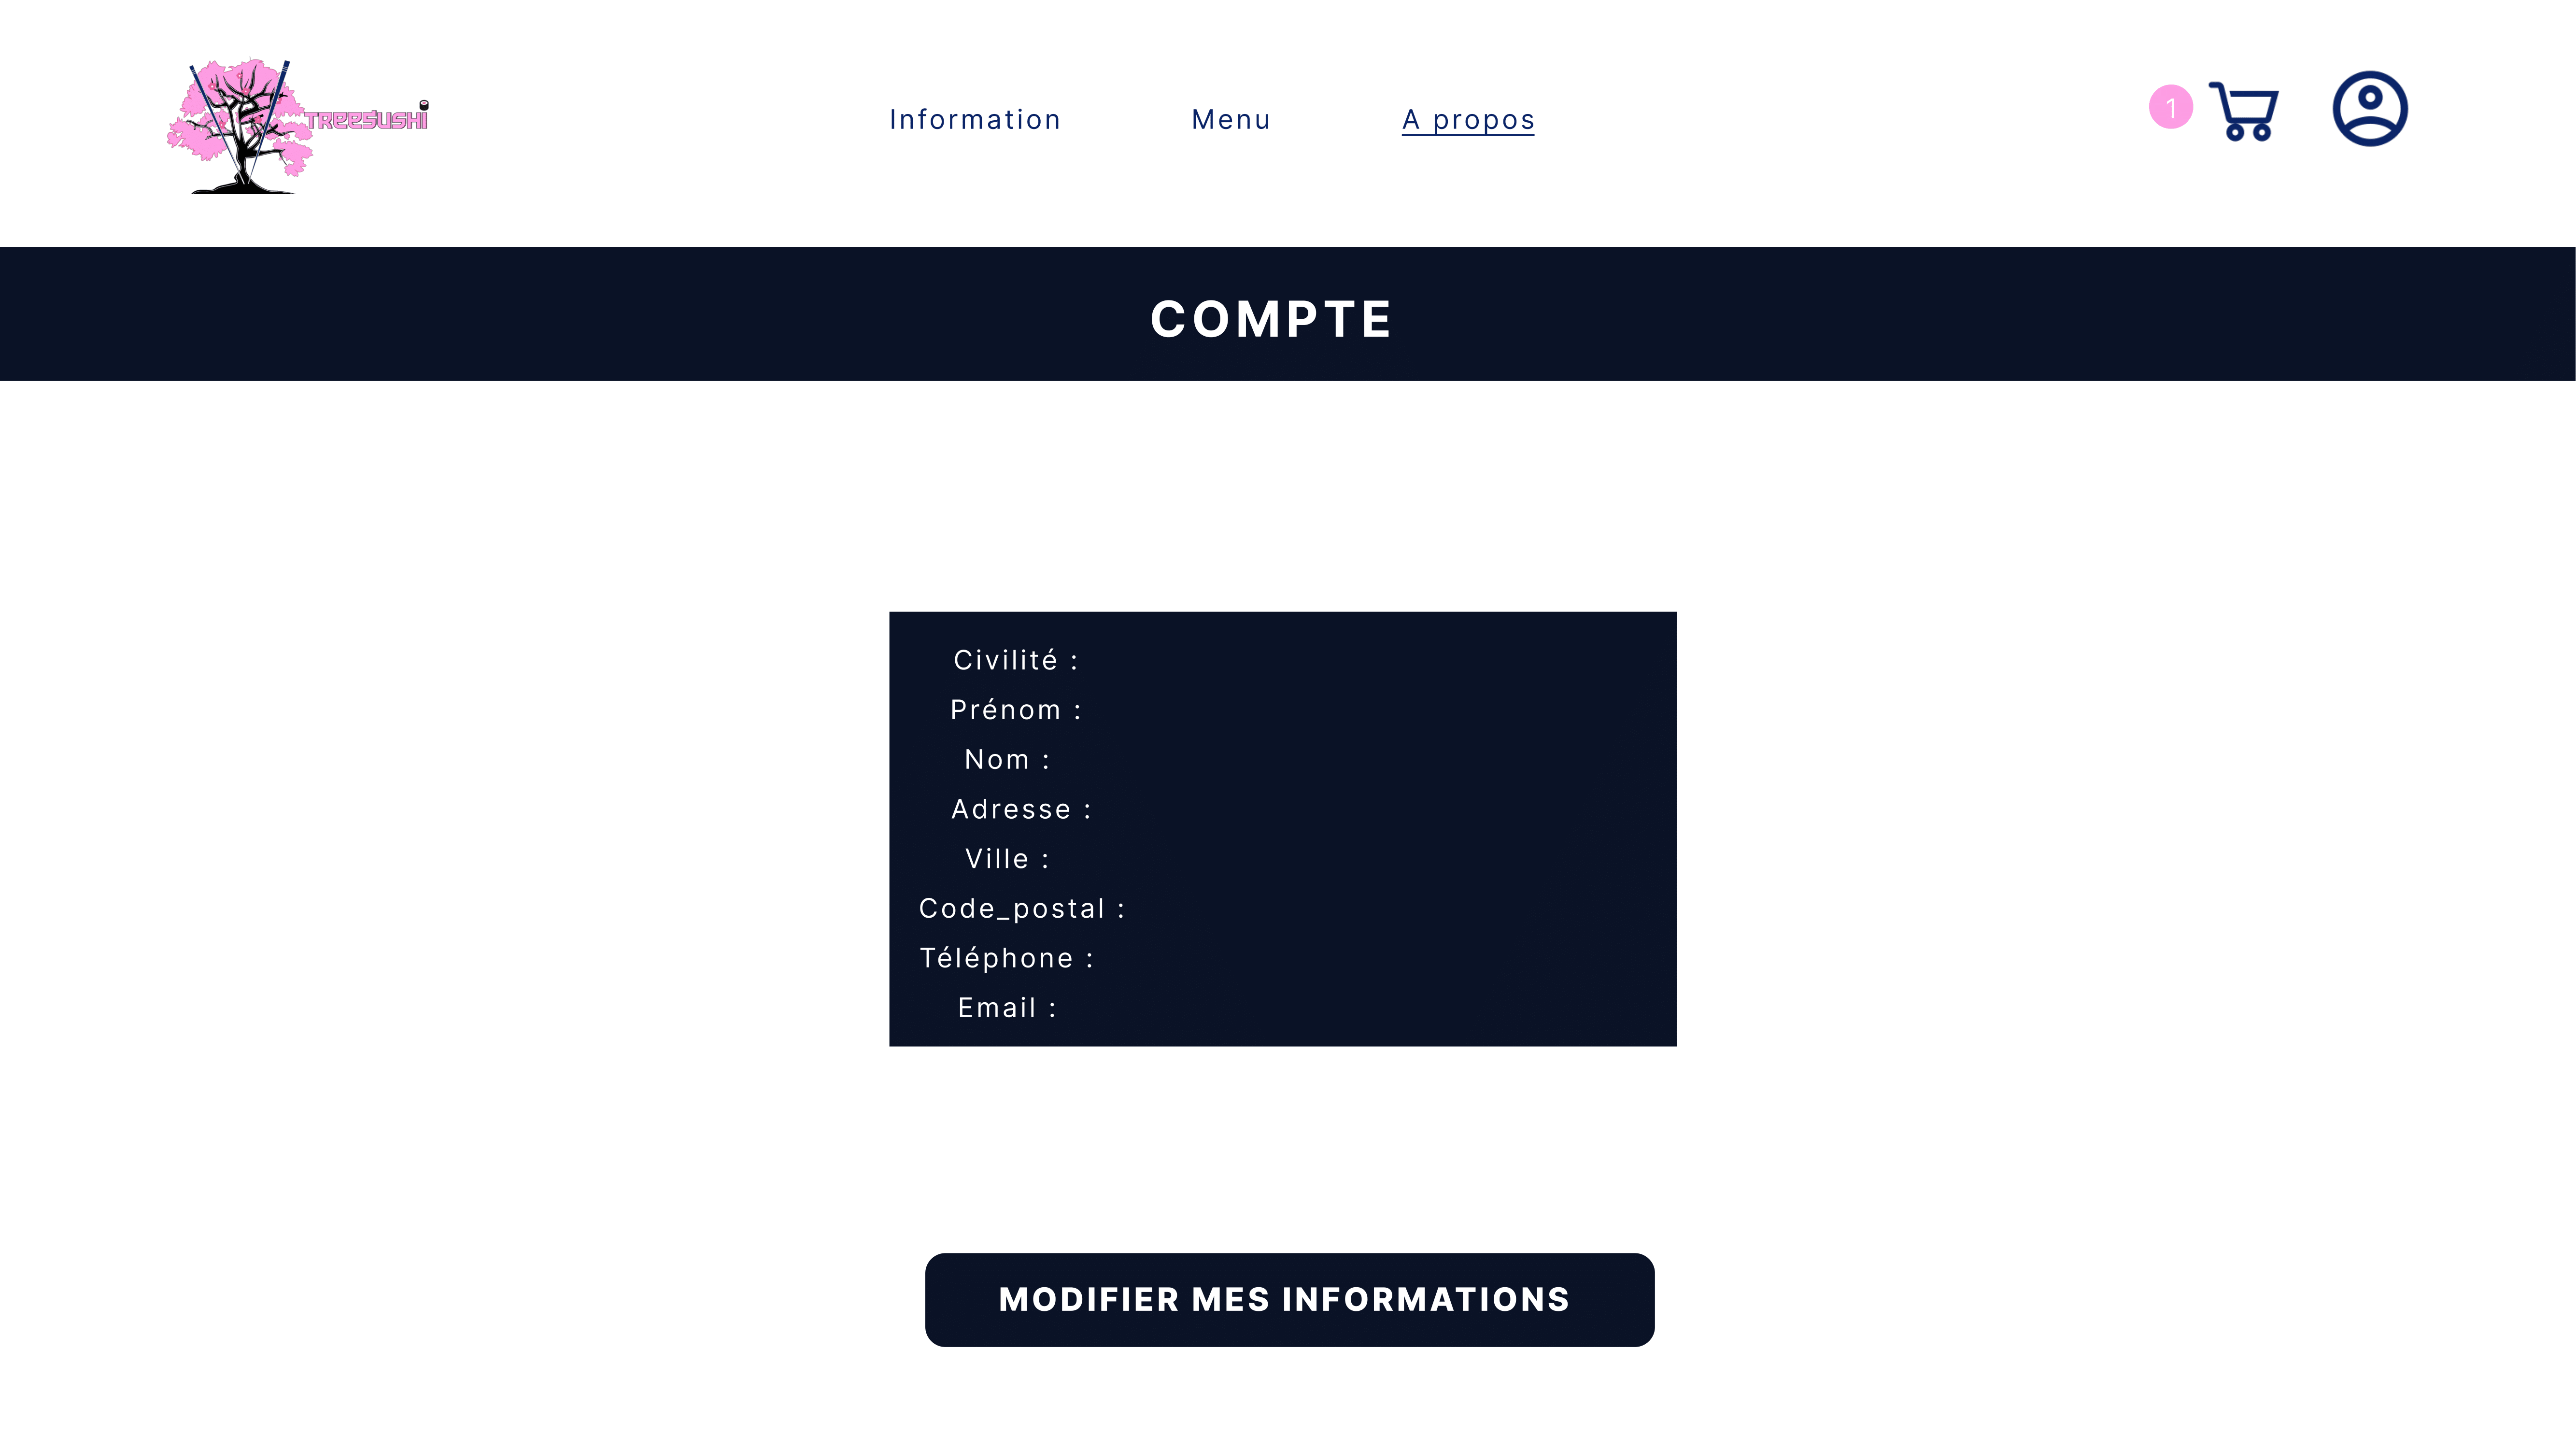 TREESUSHI
Information
Menu
A propos
1
COMPTE
Civilité :
Prénom :
Nom :
Adresse :
Ville :
Code_postal :
Téléphone :
Email :
MODIFIER MES INFORMATIONS